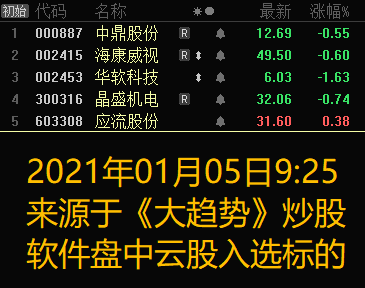 初始 代码 名称 最新 涨幅%
1 000887 中鼎股份 R 12.69 -0.55
2 002415 海康威视 R 49.50 -0.60
3 002453 华软科技 6.03 -1.63
4 300316 晶盛机电 R 32.06 -0.74
5 603308 应流股份 31.60 0.38
2021年01月05日9:25
来源于《大趋势》炒股
软件盘中云股入选标的